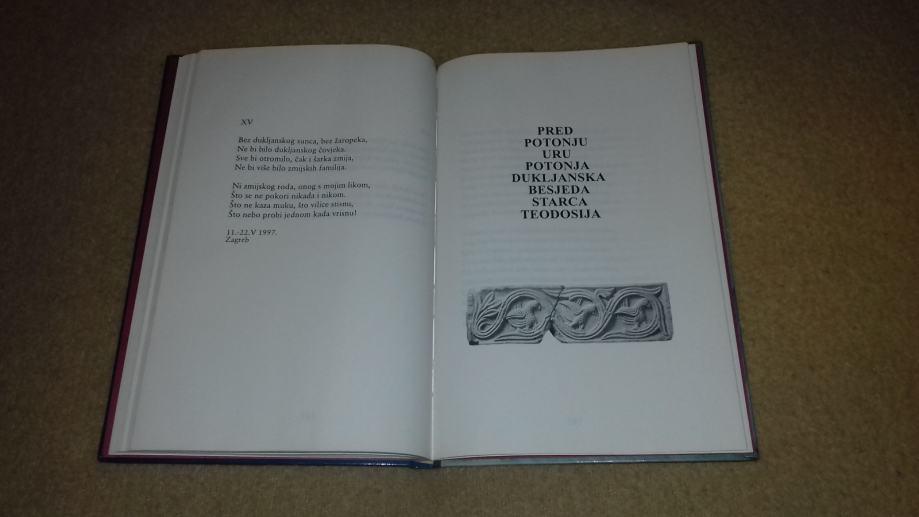 XV
Bez dukljanskog sunca, bez žaropeka,
Ne bi bilo dukljanskog čovjeka.
Sve bi otromilo, čak i šarka zmija,
Ne bi više bilo zmijskih familija.
Ni zmijskog roda, onog s mojim likom,
Što se ne pokori nikada i nikom.
Što ne kaza muku, što vilice stisnu,
Što nebo probi jednom kada vrisnu!
11.-22.V 1997.
Zagreb
PRED
POTONJU
URU
POTONJA
DUKLJANSKA
BESJEDA
STARCA
TEODOSIJA